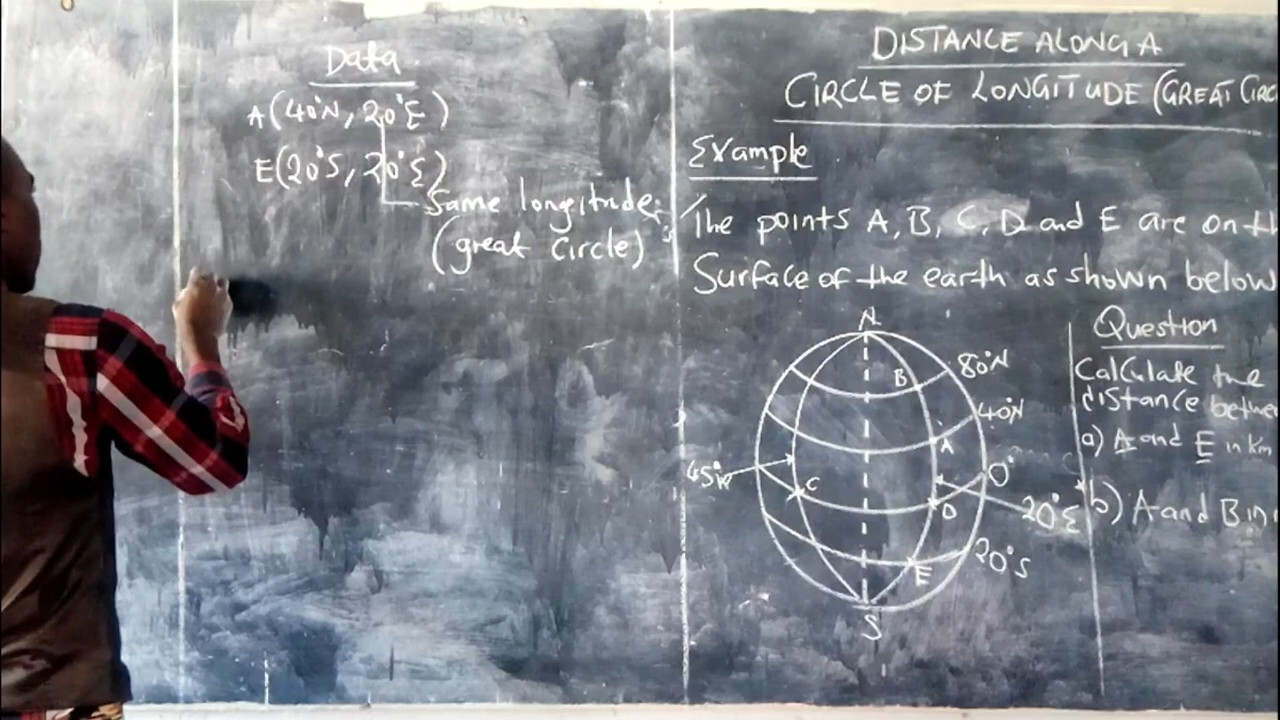 Data
A(40°N, 20°E)
E(20°S, 20°E)
Same longitude
(great Circle)
DISTANCE ALONG A
CIRCLE OF LONGITUDE (GREAT CIRC
Example
The points A, B, C, D and E are on th
Surface of the earth as shown below
N
B
80°N
40°N
A
45°W
C
0°
D
20°E
E
20°S
S
Question
Calculate the
distance betwe
a) A and E in Km
b) A and B in